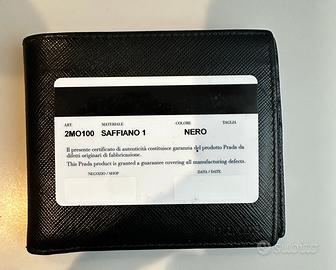 ART. MATERIALE COLORE TAGLIA
2MO100 SAFFIANO 1 NERO
Il presente certificato di autenticità costituisce garanzia del prodotto Prada da
difetti originari di fabbricazione.
This Prada product is granted a guarantee covering all manufacturing defects.
NEGOZIO / SHOP DATA / DATE
subito